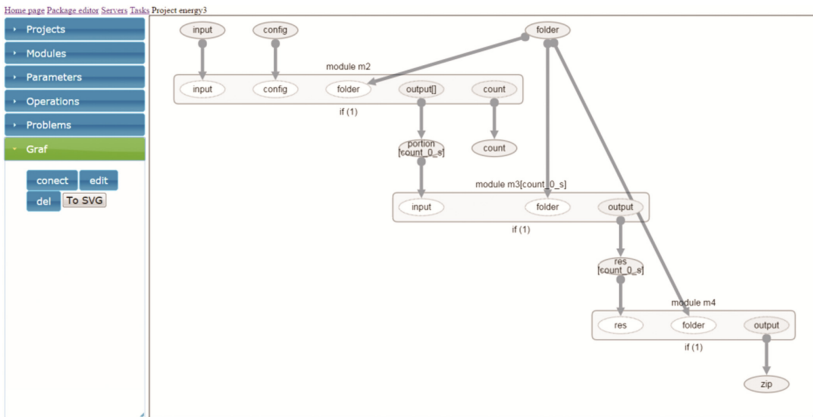 Home page Package editor Servers Tasks Project energy3
Projects
Modules
Parameters
Operations
Problems
Graf
conect edit
del To SVG
input config folder
module m2
input config folder output[] count
if (1)
portion
[count_0_s]
count
module m3[count_0_s]
input folder output
if (1)
res
[count_0_s]
module m4
res folder output
if (1)
zip